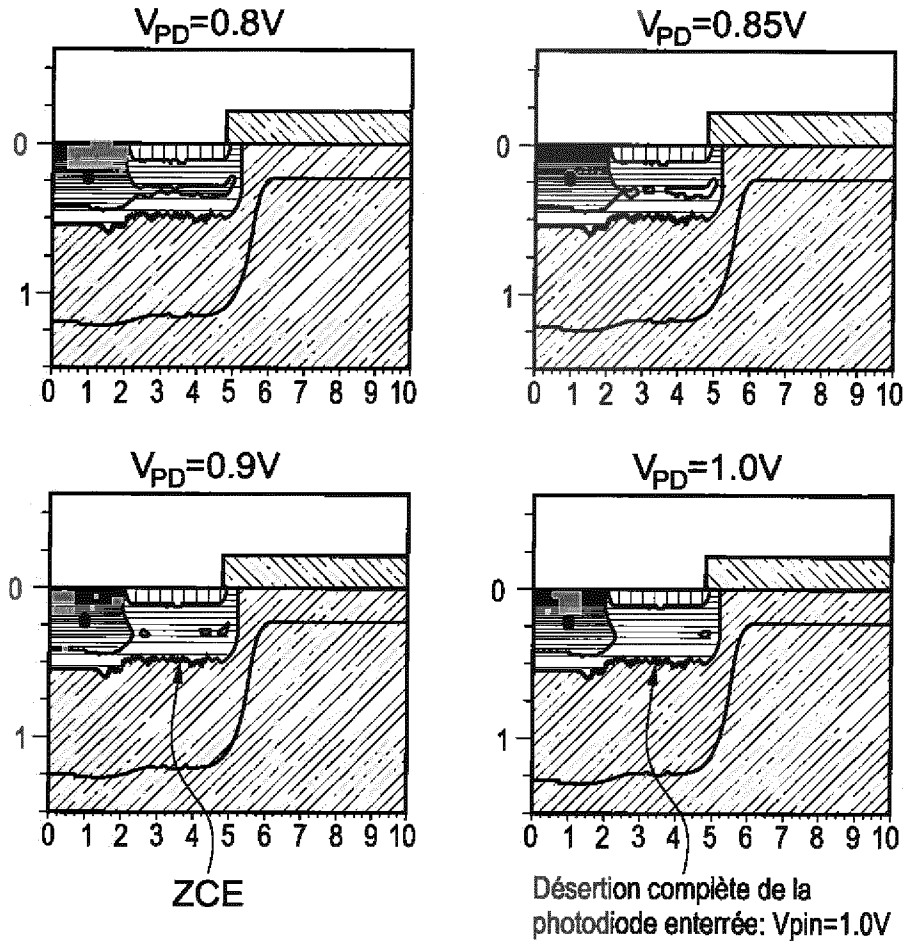 V_PD=0.8V
V_PD=0.85V
0
1
0 1 2 3 4 5 6 7 8 9 10
0
1
0 1 2 3 4 5 6 7 8 9 10
V_PD=0.9V
V_PD=1.0V
0
1
0 1 2 3 4 5 6 7 8 9 10
0
1
0 1 2 3 4 5 6 7 8 9 10
ZCE
Désertion complète de la
photodiode enterrée: Vpin=1.0V